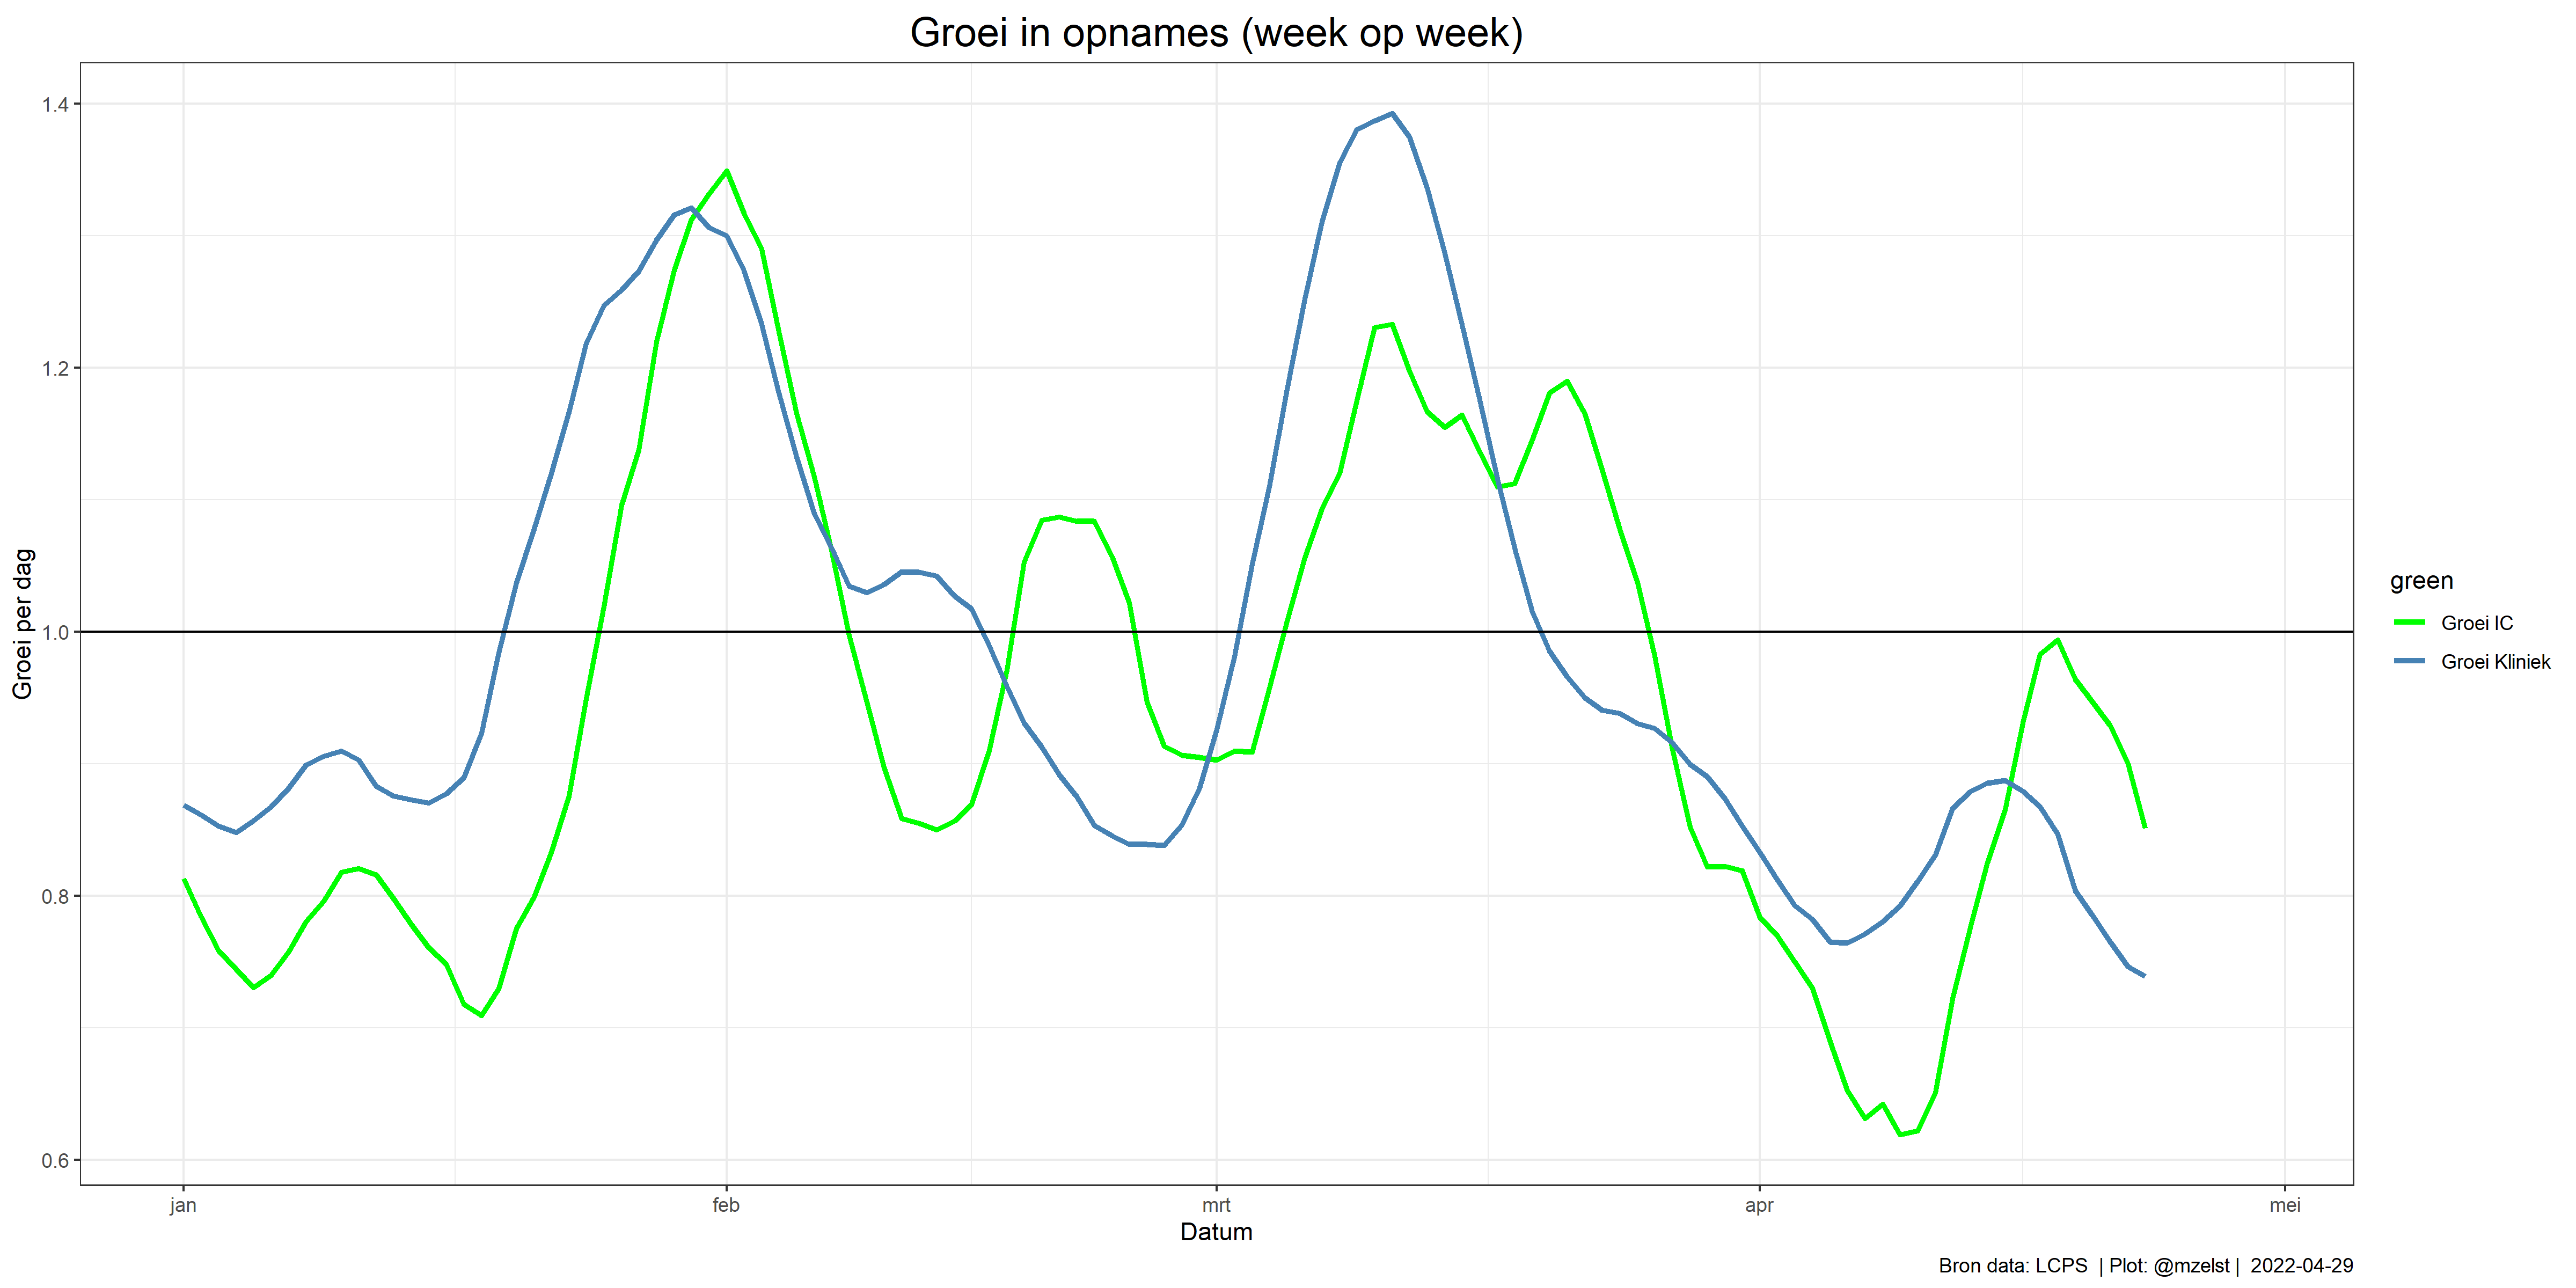 Groei in opnames (week op week)
1.4
1.2
1.0
0.8
0.6
Groei per dag
jan feb mrt apr mei
Datum
green
Groei IC
Groei Kliniek
Bron data: LCPS | Plot: @mzelst | 2022-04-29